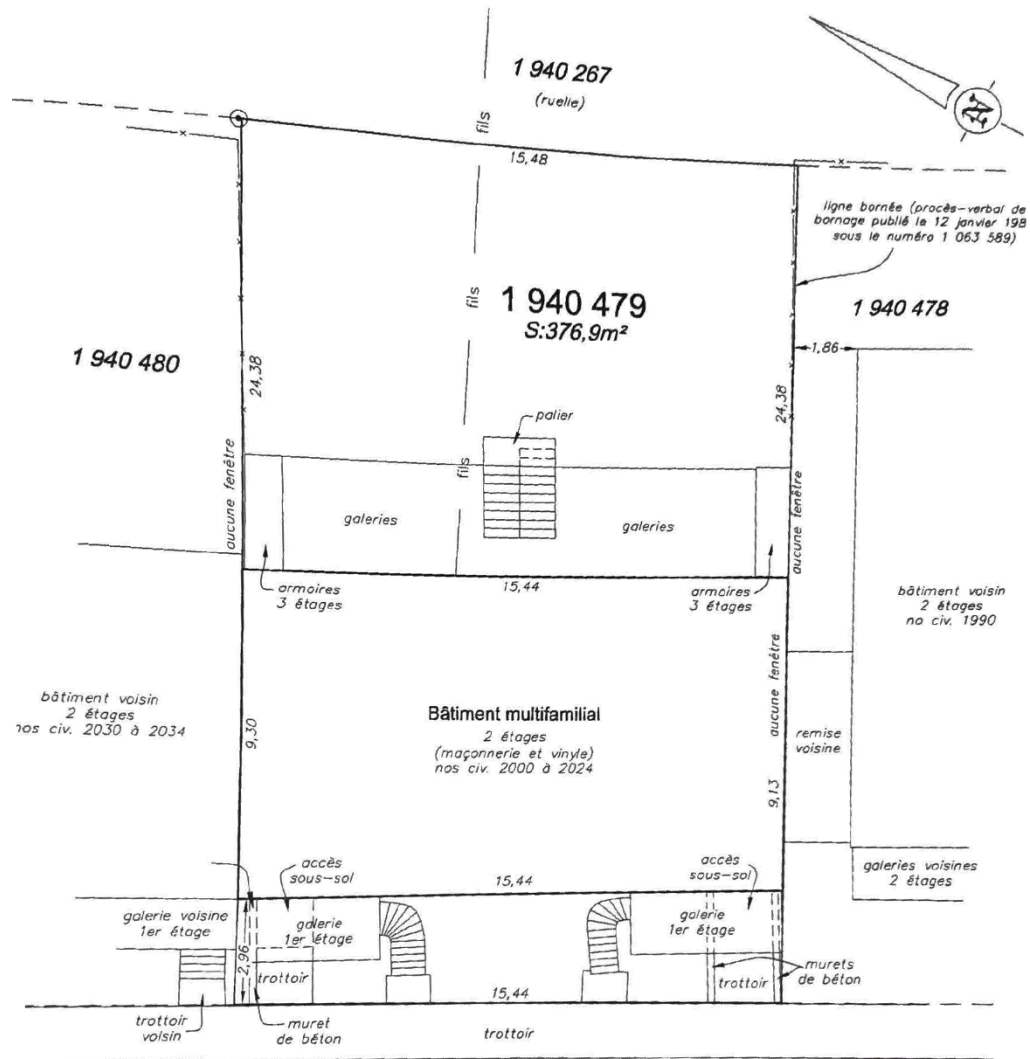 1 940 267
(ruelle)
fils
15,48
ligne bornée (procès-verbal de
bornage publié le 12 janvier 198
sous le numéro 1 063 589)
fils
1 940 479
S:376,9m²
1 940 478
1 940 480
1,86
24,38
24,38
palier
aucune fenêtre
fils
aucune fenêtre
galeries
galeries
armoires
3 étages
15,44
armoires
3 étages
bâtiment voisin
2 étages
no civ. 1990
bâtiment voisin
2 étages
nos civ. 2030 à 2034
9,30
Bâtiment multifamilial
2 étages
(maçonnerie et vinyle)
nos civ. 2000 à 2024
aucune fenêtre
9,13
remise
voisine
accès
sous-sol
15,44
accès
sous-sol
galeries voisines
2 étages
galerie voisine
1er étage
galerie
1er étage
galerie
1er étage
2,96
trottoir
trottoir
murets
de béton
15,44
trottoir
voisin
muret
de béton
trottoir